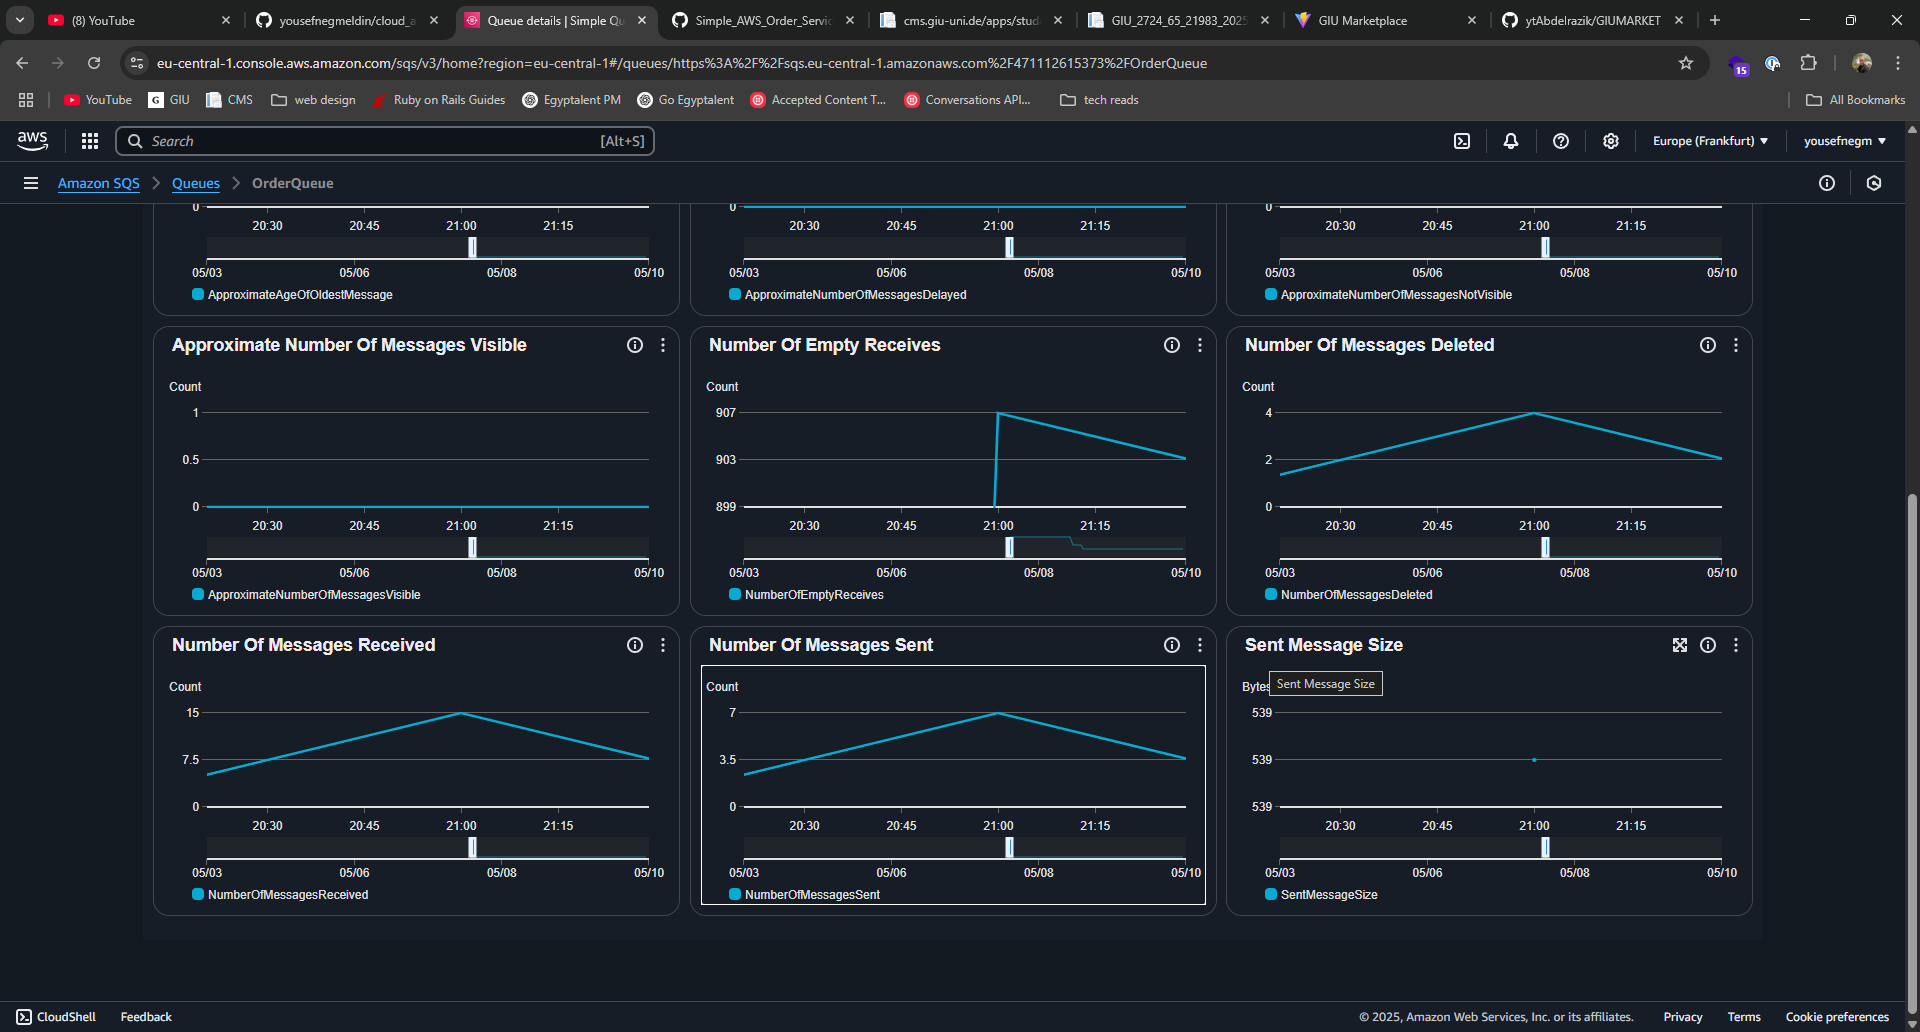 (8) YouTube
yousefnegmeldin/cloud_a
Queue details | Simple Qu
Simple_AWS_Order_Servic
cms.giu-uni.de/apps/stud
GIU_2724_65_21983_2025
GIU Marketplace
ytAbdelrazik/GIUMARKET
eu-central-1.console.aws.amazon.com/sqs/v3/home?region=eu-central-1#/queues/https%3A%2F%2Fsqs.eu-central-1.amazonaws.com%2F471112615373%2FOrderQueue
15
YouTube
G GIU
CMS
web design
Ruby on Rails Guides
Egyptalent PM
Go Egyptalent
Accepted Content T...
Conversations API...
tech reads
All Bookmarks
aws
Search
[Alt+S]
Europe (Frankfurt)
yousefnegm
Amazon SQS
Queues
OrderQueue
0
20:30 20:45 21:00 21:15
05/03 05/06 05/08 05/10
ApproximateAgeOfOldestMessage
0
20:30 20:45 21:00 21:15
05/03 05/06 05/08 05/10
ApproximateNumberOfMessagesDelayed
0
20:30 20:45 21:00 21:15
05/03 05/06 05/08 05/10
ApproximateNumberOfMessagesNotVisible
Approximate Number Of Messages Visible
Count
1
0.5
0
20:30 20:45 21:00 21:15
05/03 05/06 05/08 05/10
ApproximateNumberOfMessagesVisible
Number Of Empty Receives
Count
907
903
899
20:30 20:45 21:00 21:15
05/03 05/06 05/08 05/10
NumberOfEmptyReceives
Number Of Messages Deleted
Count
4
2
0
20:30 20:45 21:00 21:15
05/03 05/06 05/08 05/10
NumberOfMessagesDeleted
Number Of Messages Received
Count
15
7.5
0
20:30 20:45 21:00 21:15
05/03 05/06 05/08 05/10
NumberOfMessagesReceived
Number Of Messages Sent
Count
7
3.5
0
20:30 20:45 21:00 21:15
05/03 05/06 05/08 05/10
NumberOfMessagesSent
Sent Message Size
Bytes
Sent Message Size
539
539
539
20:30 20:45 21:00 21:15
05/03 05/06 05/08 05/10
SentMessageSize
CloudShell
Feedback
© 2025, Amazon Web Services, Inc. or its affiliates.
Privacy
Terms
Cookie preferences